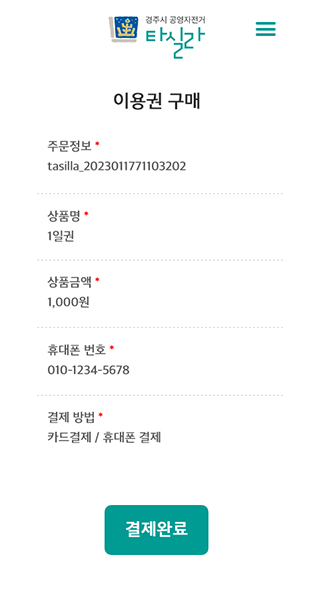 경주시 공영자전거
타실라
이용권 구매
주문정보 *
tasilla_2023011771103202
상품명 *
1일권
상품금액 *
1,000원
휴대폰 번호 *
010-1234-5678
결제 방법 *
카드결제 / 휴대폰 결제
결제완료